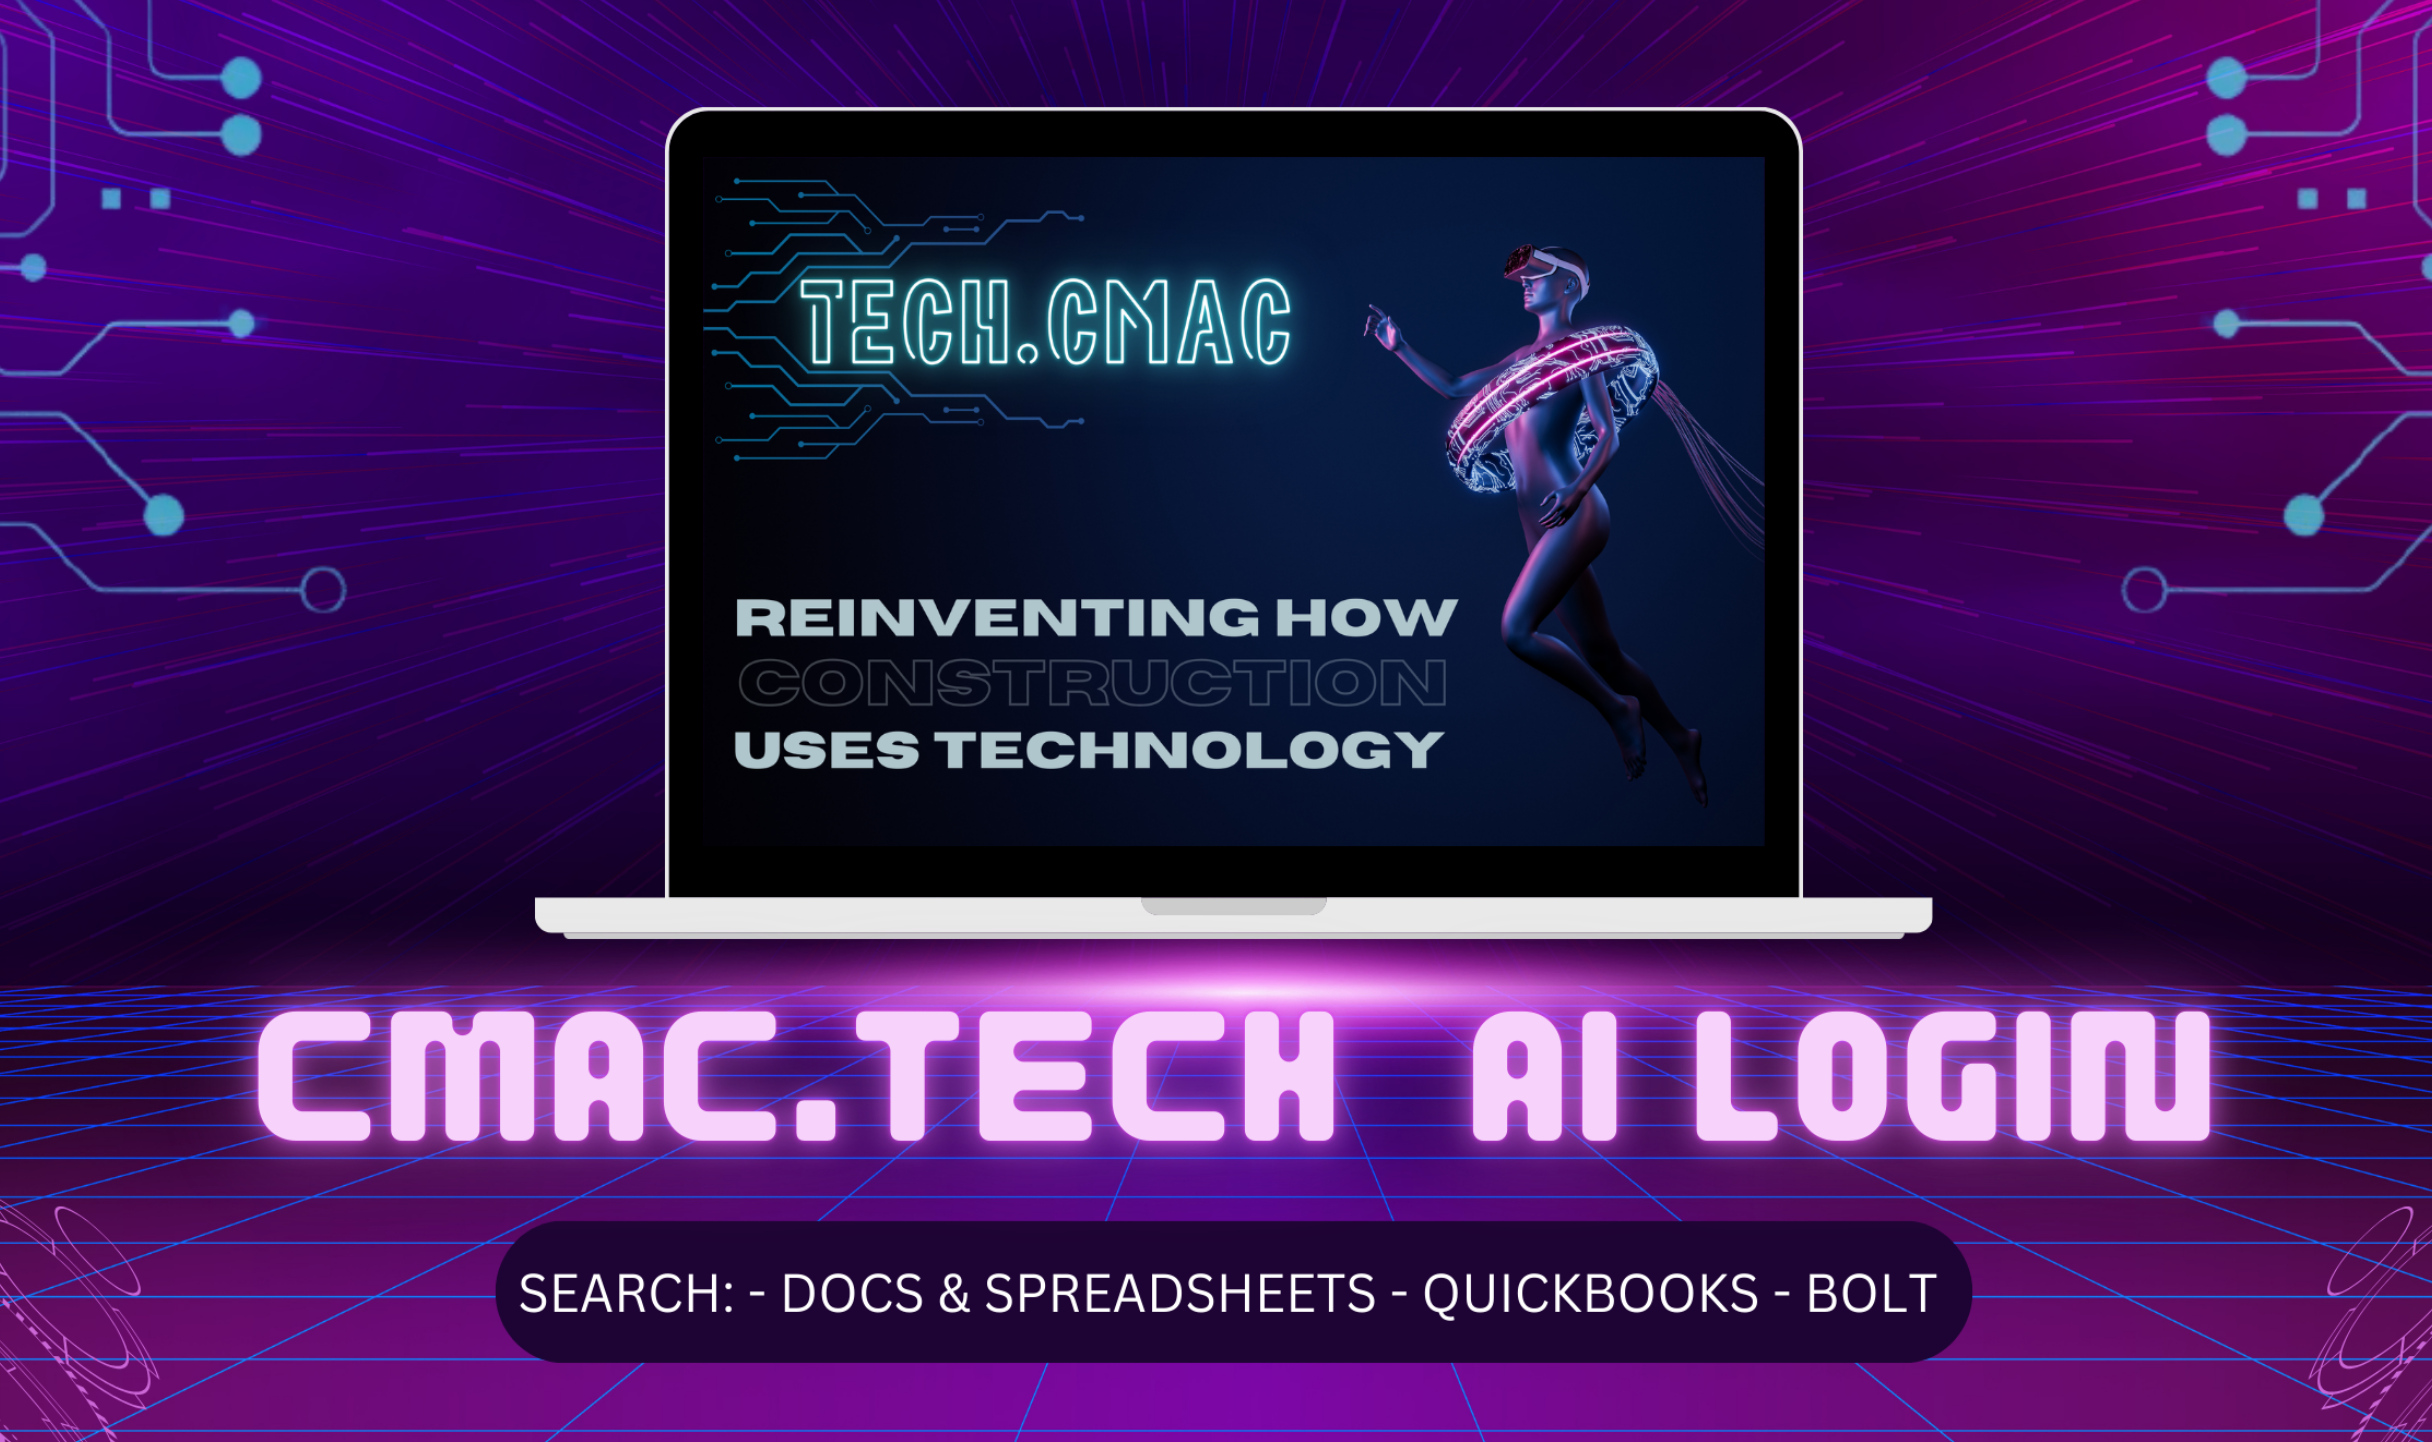 TECH.CMAC
REINVENTING HOW
CONSTRUCTION
USES TECHNOLOGY
CMAC.TECH AI LOGIN
SEARCH: - DOCS & SPREADSHEETS - QUICKBOOKS - BOLT